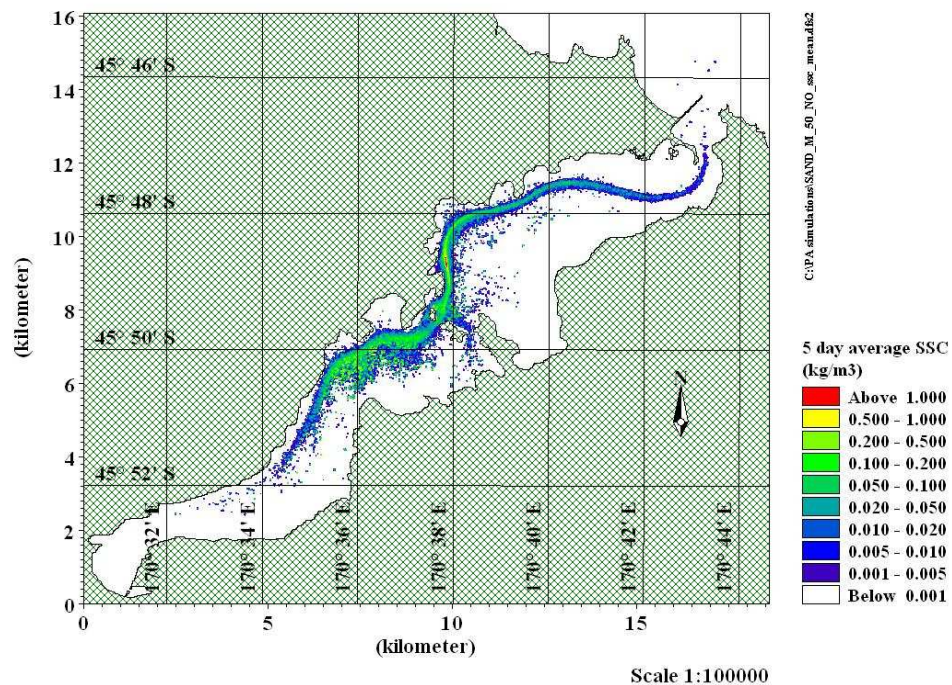 16
14
12
10
8
6
4
2
0
(kilometer)
45° 46' S
45° 48' S
45° 50' S
45° 52' S
170° 32' E
170° 34' E
170° 36' E
170° 38' E
170° 40' E
170° 42' E
170° 44' E
N
0
5
10
15
(kilometer)
Scale 1:100000
C:\PA simulations\SAND_M_50_NO_ssc_mean.dfs2
5 day average SSC
(kg/m3)
Above 1.000
0.500 - 1.000
0.200 - 0.500
0.100 - 0.200
0.050 - 0.100
0.020 - 0.050
0.010 - 0.020
0.005 - 0.010
0.001 - 0.005
Below 0.001